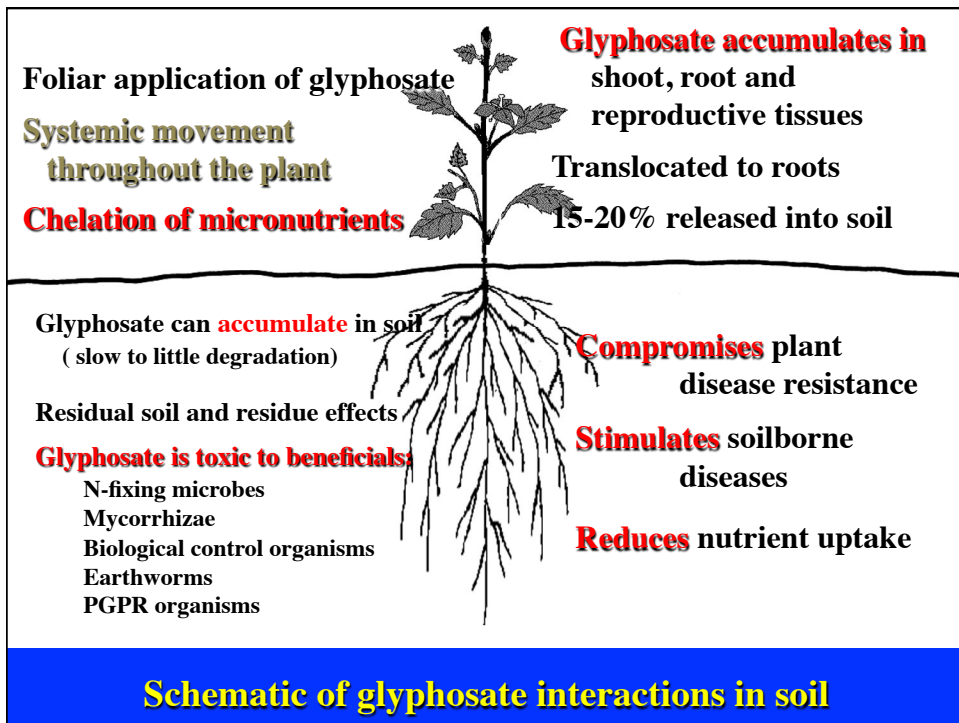 Foliar application of glyphosate
Systemic movement
throughout the plant
Chelation of micronutrients
Glyphosate accumulates in
shoot, root and
reproductive tissues
Translocated to roots
15-20% released into soil
Glyphosate can accumulate in soil
( slow to little degradation)
Residual soil and residue effects
Glyphosate is toxic to beneficials:
N-fixing microbes
Mycorrhizae
Biological control organisms
Earthworms
PGPR organisms
Compromises plant
disease resistance
Stimulates soilborne
diseases
Reduces nutrient uptake
Schematic of glyphosate interactions in soil